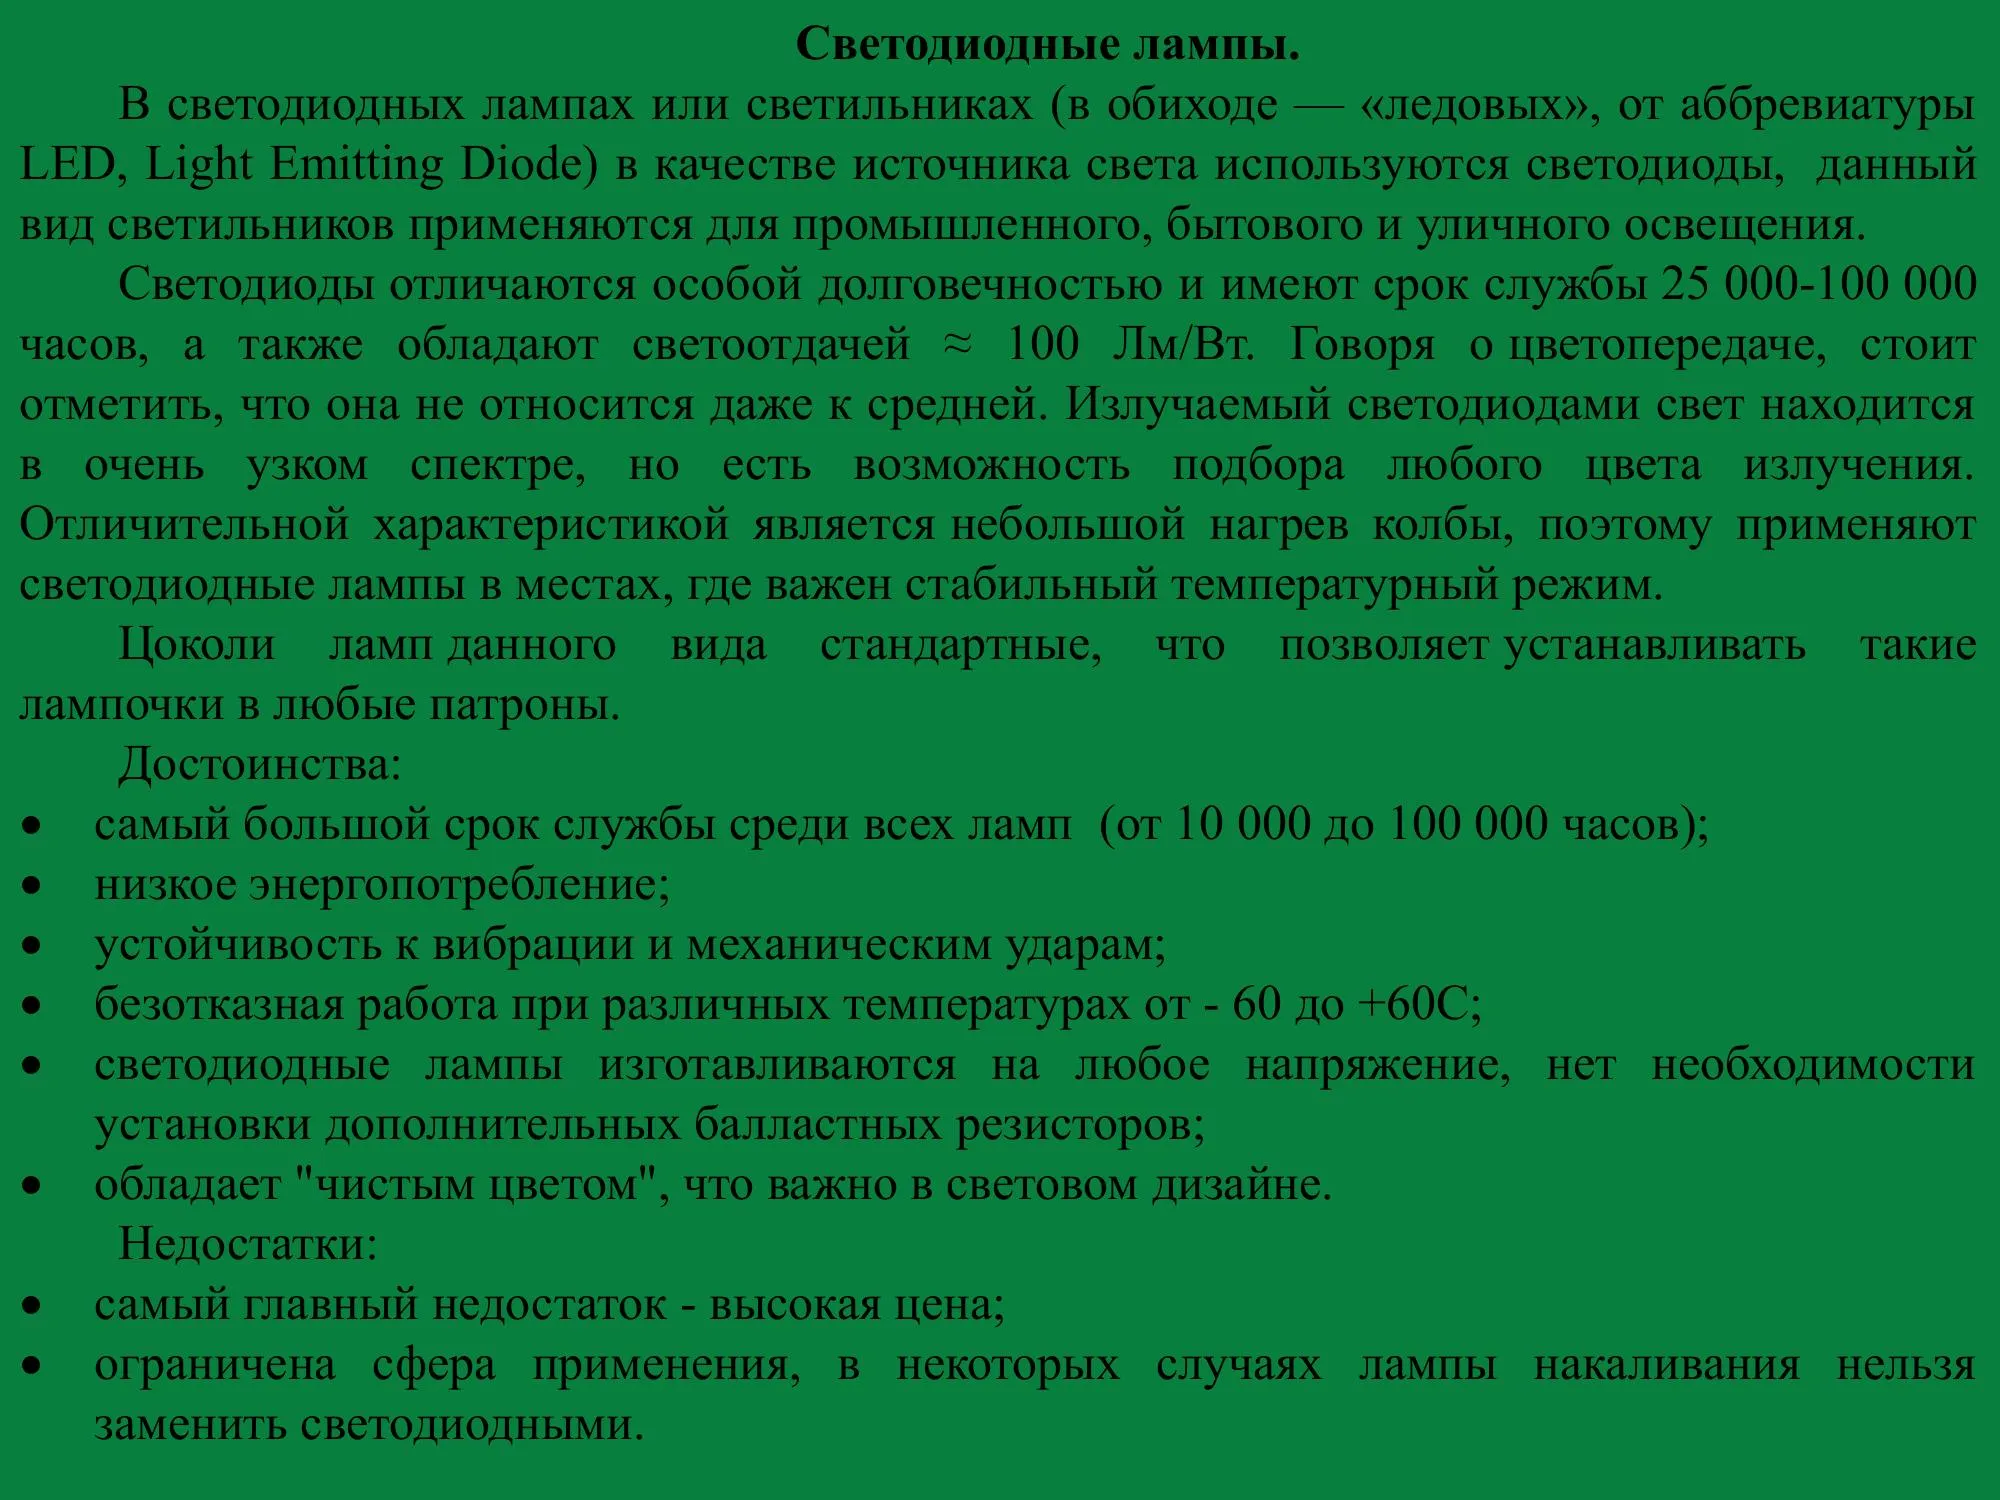 Светодиодные лампы.
В светодиодных лампах или светильниках (в обиходе — «ледовых», от аббревиатуры
LED, Light Emitting Diode) в качестве источника света используются светодиоды, данный
вид светильников применяются для промышленного, бытового и уличного освещения.
Светодиоды отличаются особой долговечностью и имеют срок службы 25 000-100 000
часов, а также обладают светоотдачей ≈ 100 Лм/Вт. Говоря о цветопередаче, стоит
отметить, что она не относится даже к средней. Излучаемый светодиодами свет находится
в очень узком спектре, но есть возможность подбора любого цвета излучения.
Отличительной характеристикой является небольшой нагрев колбы, поэтому применяют
светодиодные лампы в местах, где важен стабильный температурный режим.
Цоколи ламп данного вида стандартные, что позволяет устанавливать такие
лампочки в любые патроны.
Достоинства:
• самый большой срок службы среди всех ламп (от 10 000 до 100 000 часов);
• низкое энергопотребление;
• устойчивость к вибрации и механическим ударам;
• безотказная работа при различных температурах от - 60 до +60С;
• светодиодные лампы изготавливаются на любое напряжение, нет необходимости
установки дополнительных балластных резисторов;
• обладает "чистым цветом", что важно в световом дизайне.
Недостатки:
• самый главный недостаток - высокая цена;
• ограничена сфера применения, в некоторых случаях лампы накаливания нельзя
заменить светодиодными.